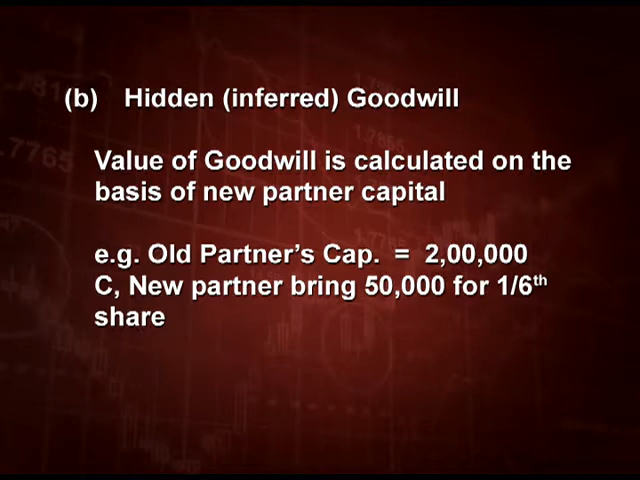 (b) Hidden (inferred) Goodwill
Value of Goodwill is calculated on the
basis of new partner capital
e.g. Old Partner's Cap. = 2,00,000
C, New partner bring 50,000 for 1/6th
share